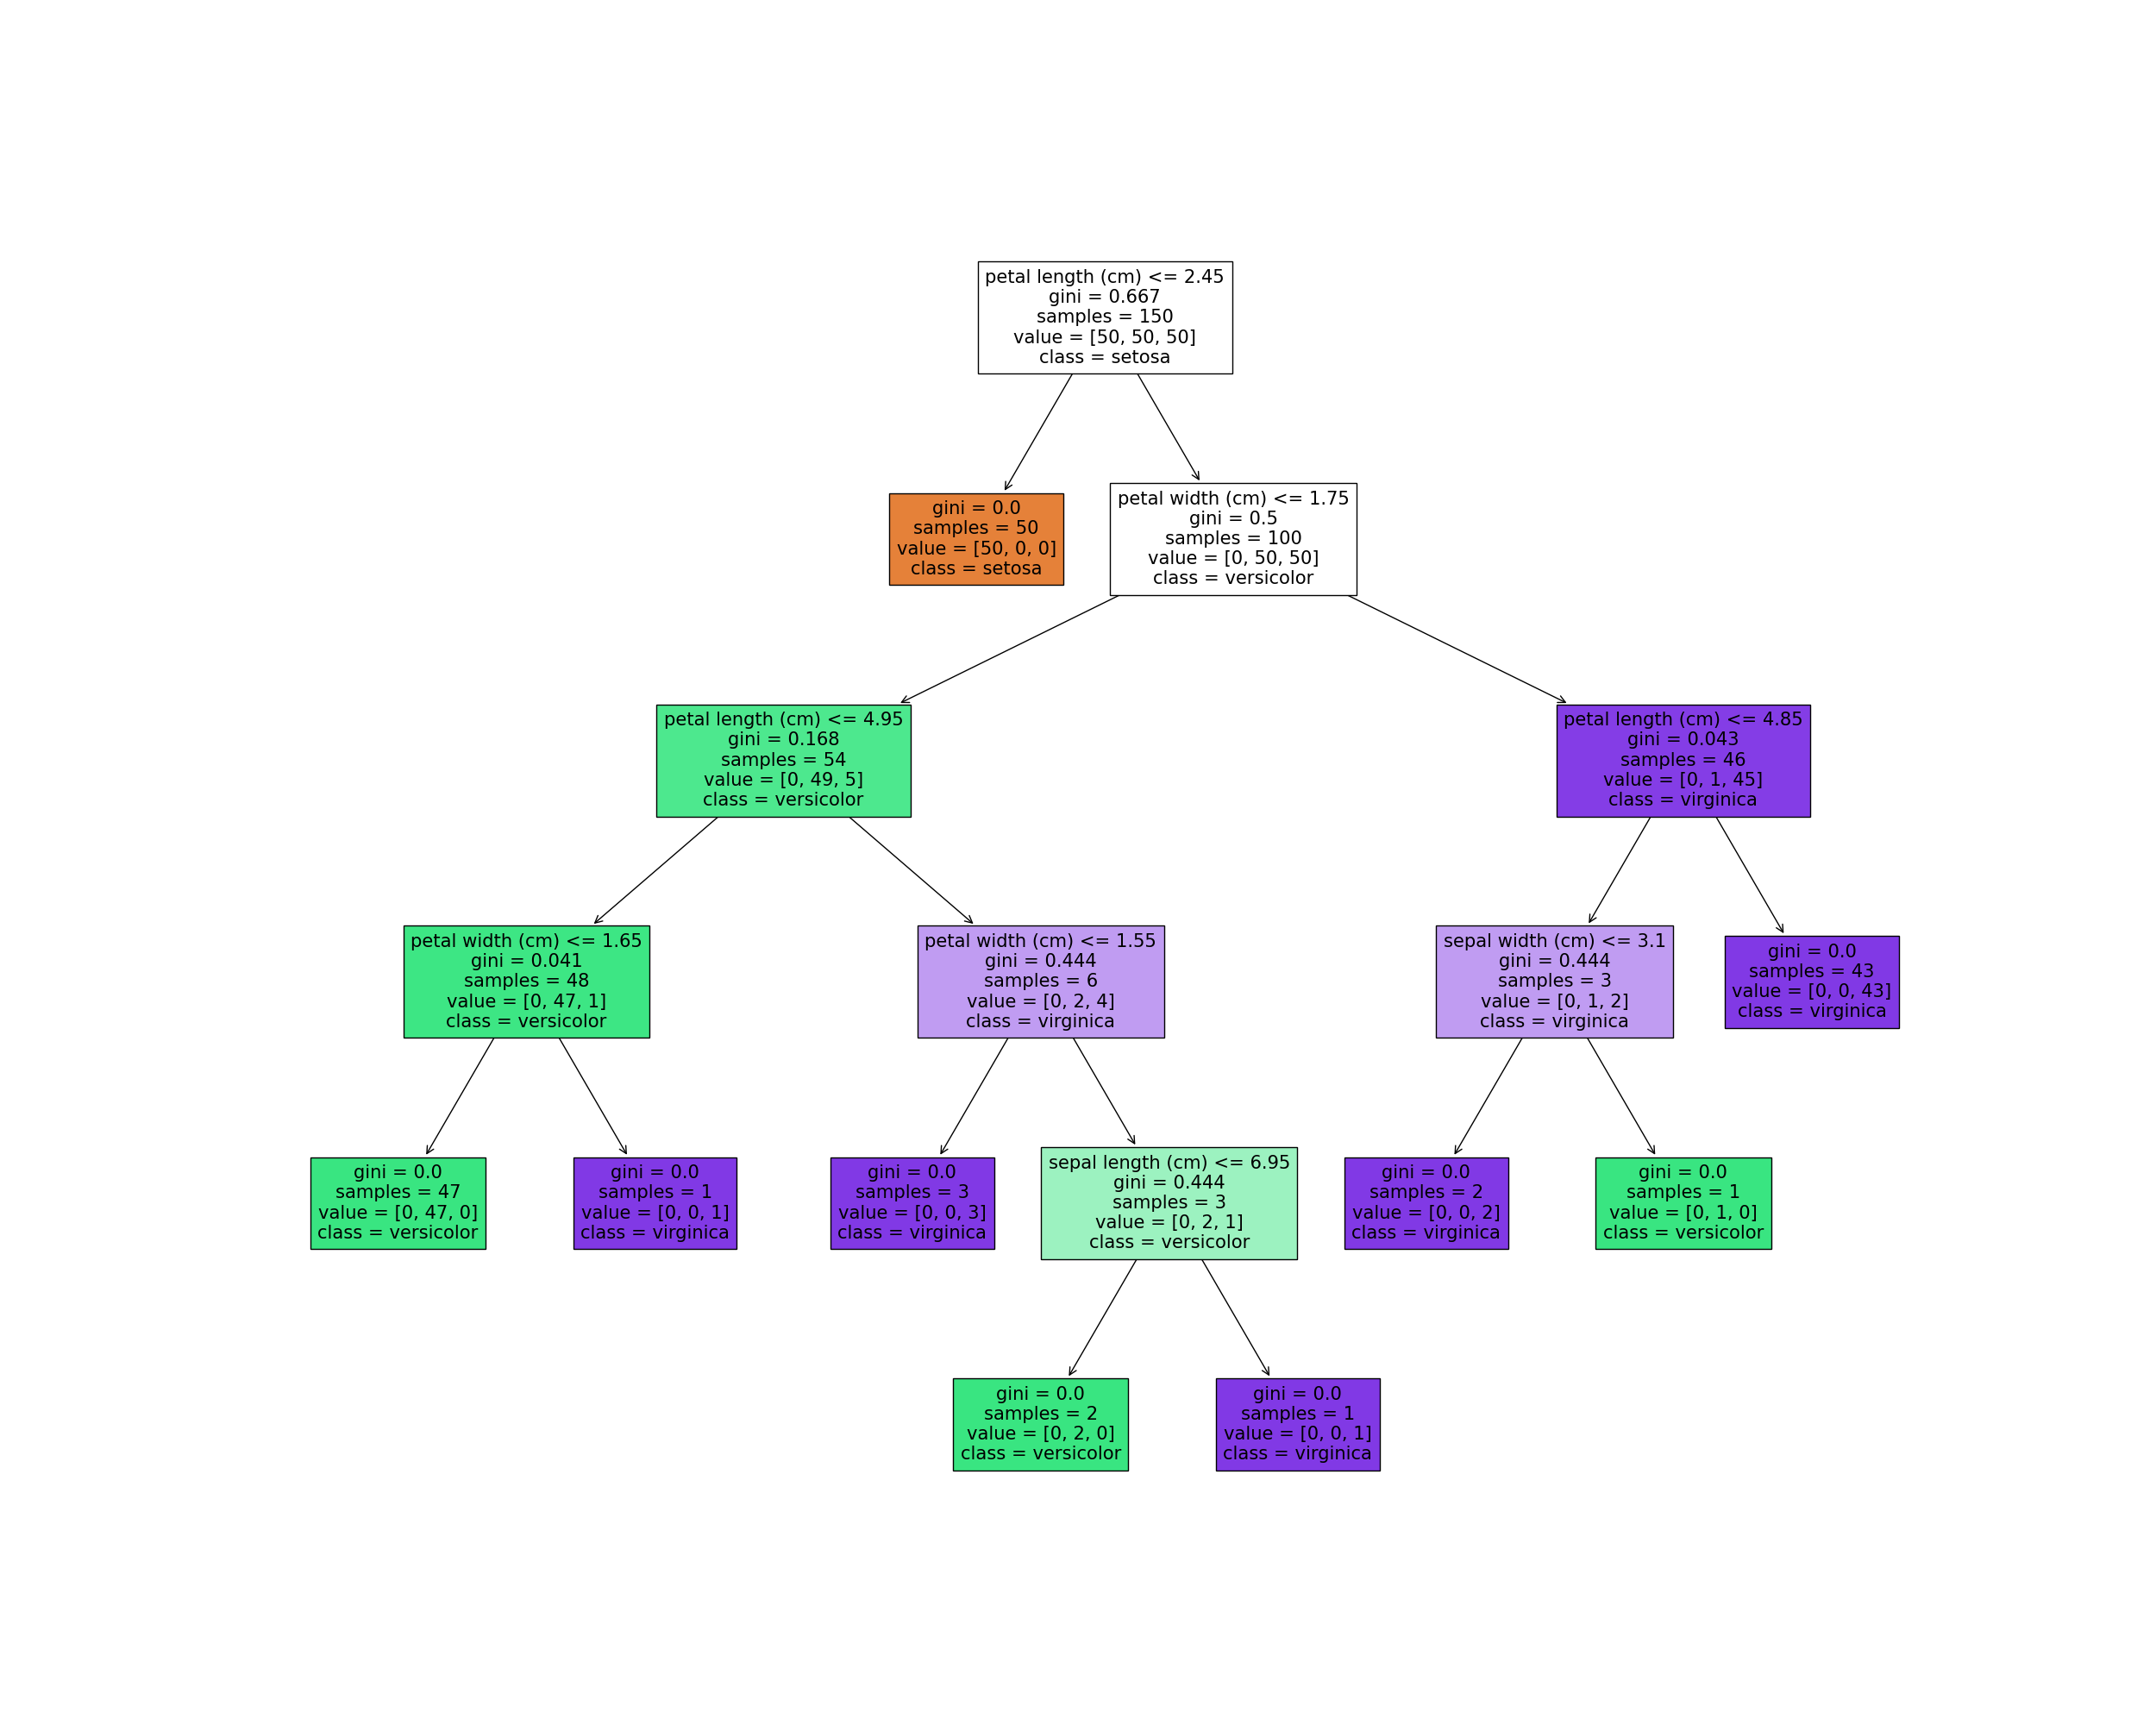 petal length (cm) <= 2.45
gini = 0.667
samples = 150
value = [50, 50, 50]
class = setosa
gini = 0.0
samples = 50
value = [50, 0, 0]
class = setosa
petal width (cm) <= 1.75
gini = 0.5
samples = 100
value = [0, 50, 50]
class = versicolor
petal length (cm) <= 4.95
gini = 0.168
samples = 54
value = [0, 49, 5]
class = versicolor
petal length (cm) <= 4.85
gini = 0.043
samples = 46
value = [0, 1, 45]
class = virginica
petal width (cm) <= 1.65
gini = 0.041
samples = 48
value = [0, 47, 1]
class = versicolor
petal width (cm) <= 1.55
gini = 0.444
samples = 6
value = [0, 2, 4]
class = virginica
sepal width (cm) <= 3.1
gini = 0.444
samples = 3
value = [0, 1, 2]
class = virginica
gini = 0.0
samples = 43
value = [0, 0, 43]
class = virginica
gini = 0.0
samples = 47
value = [0, 47, 0]
class = versicolor
gini = 0.0
samples = 1
value = [0, 0, 1]
class = virginica
gini = 0.0
samples = 3
value = [0, 0, 3]
class = virginica
sepal length (cm) <= 6.95
gini = 0.444
samples = 3
value = [0, 2, 1]
class = versicolor
gini = 0.0
samples = 2
value = [0, 0, 2]
class = virginica
gini = 0.0
samples = 1
value = [0, 1, 0]
class = versicolor
gini = 0.0
samples = 2
value = [0, 2, 0]
class = versicolor
gini = 0.0
samples = 1
value = [0, 0, 1]
class = virginica